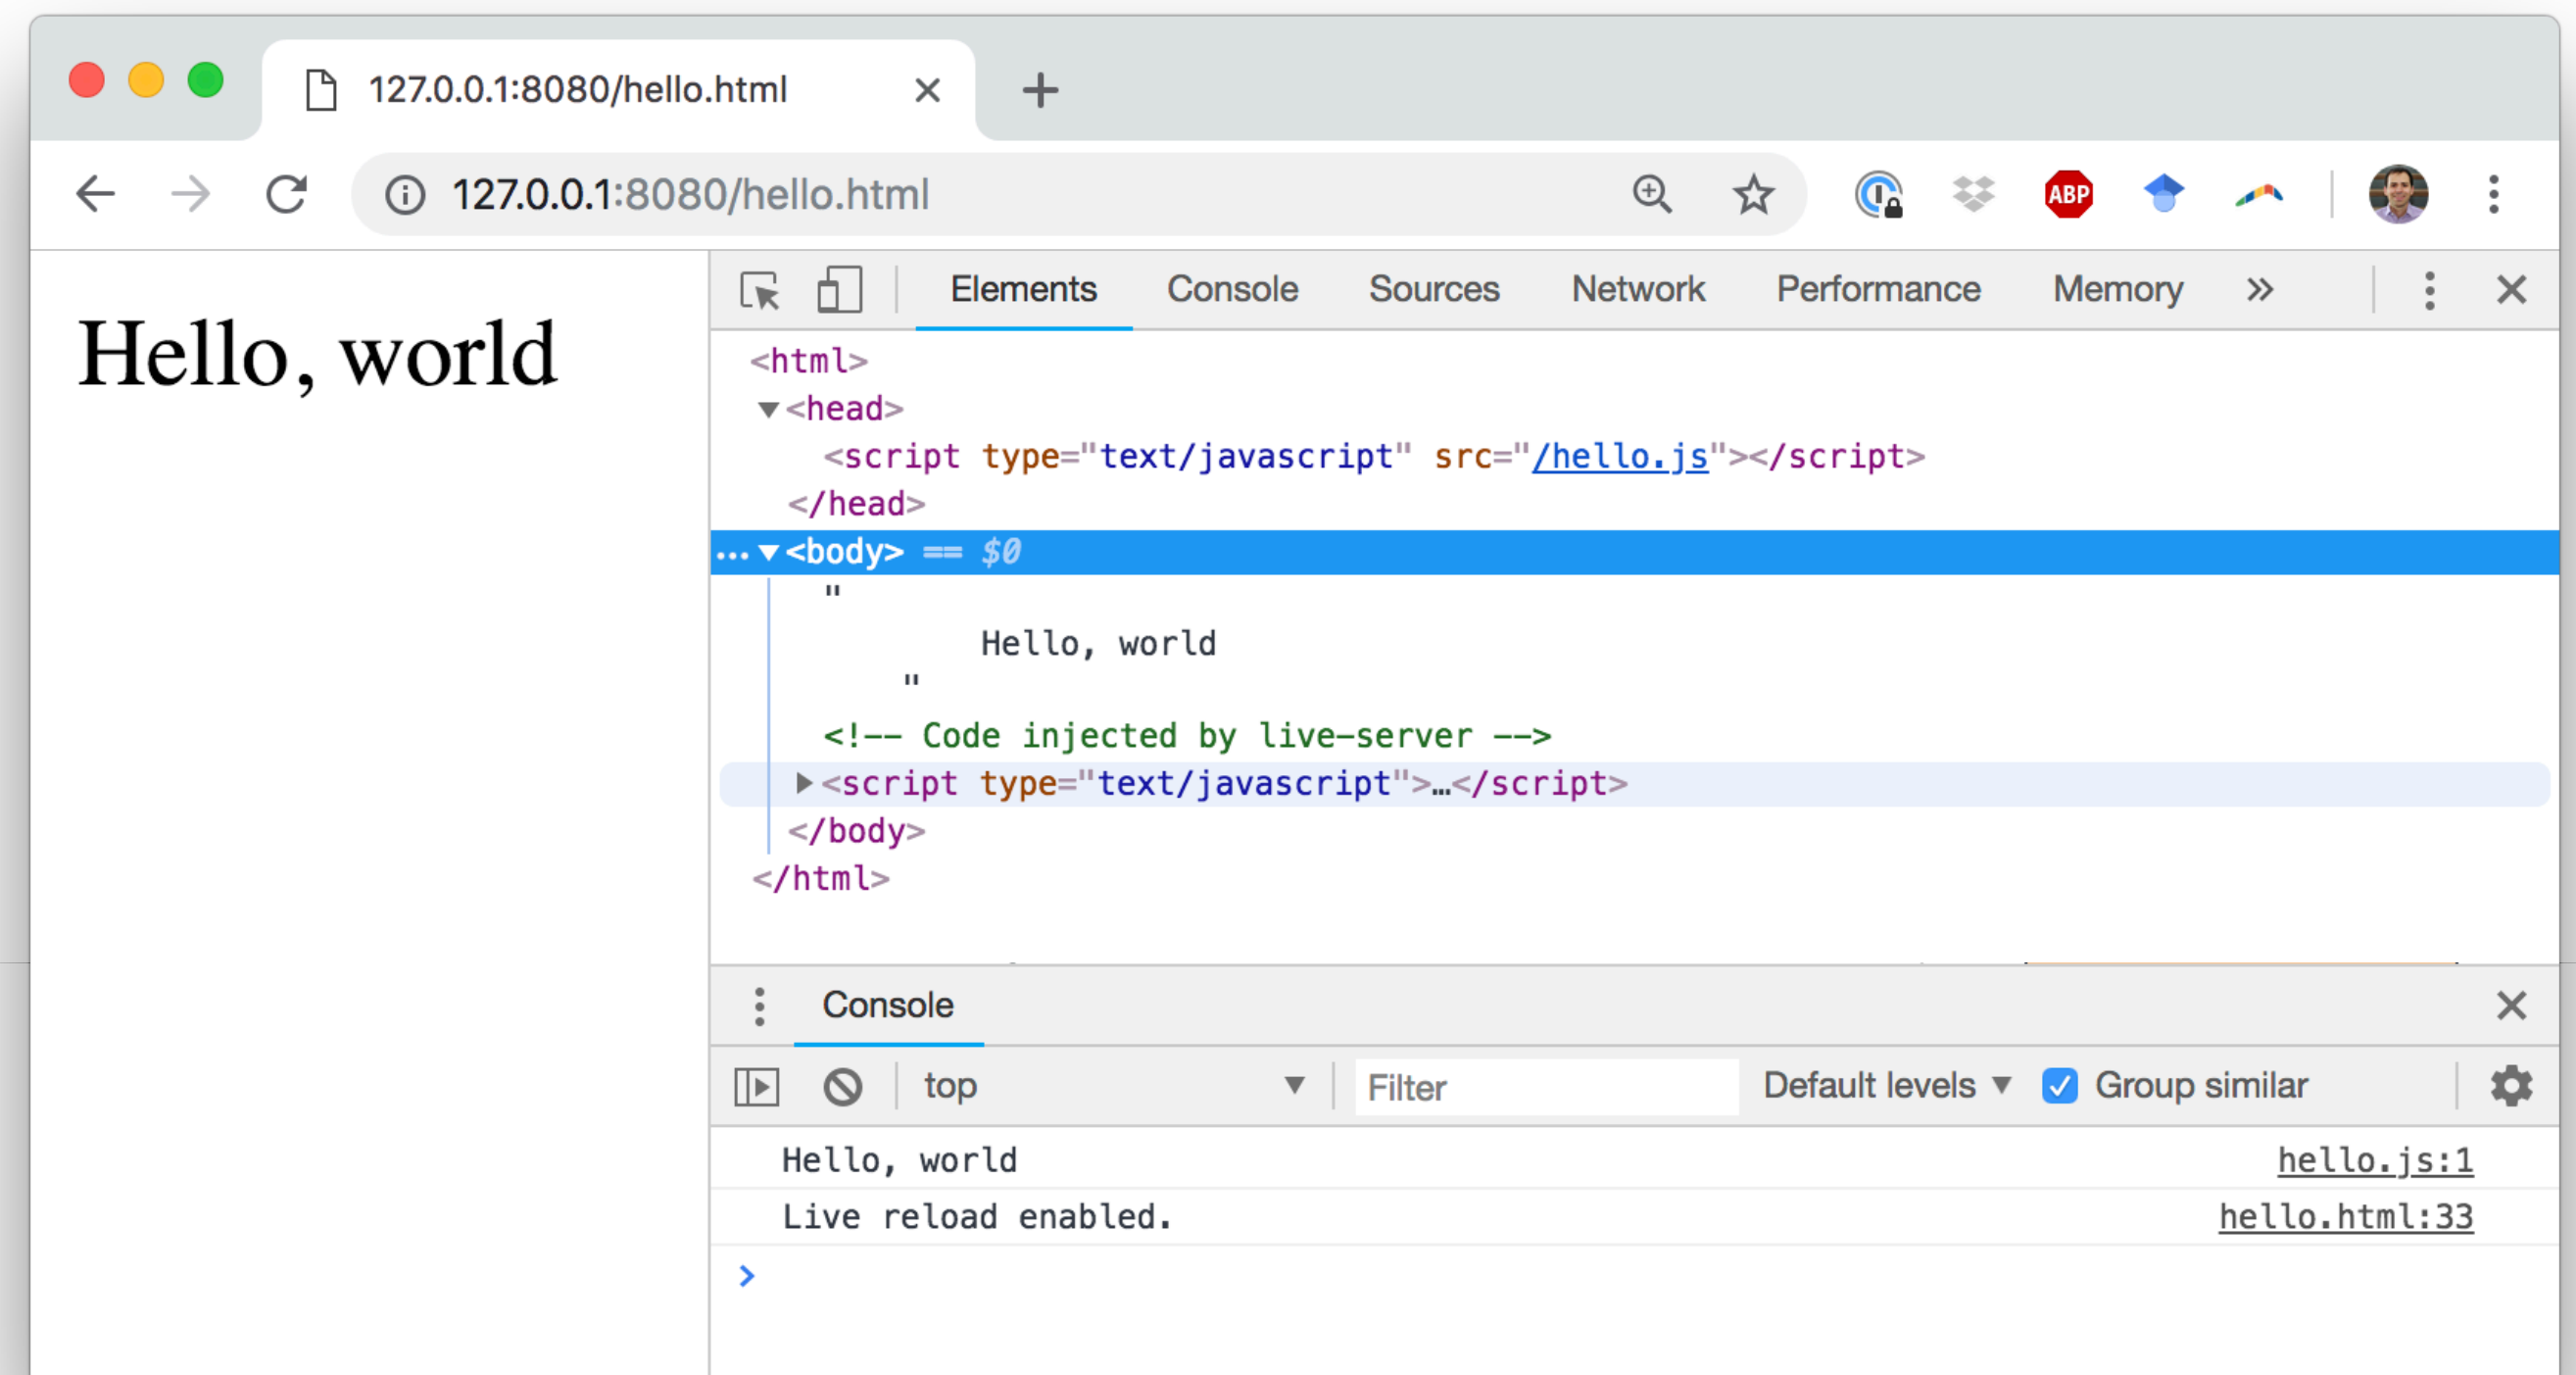 127.0.0.1:8080/hello.html
127.0.0.1:8080/hello.html
ABP
Hello, world
Elements Console Sources Network Performance Memory »
<html>
<head>
<script type="text/javascript" src="/hello.js"></script>
</head>
…<body> == $0
"
Hello, world
"
<!-- Code injected by live-server -->
<script type="text/javascript">…</script>
</body>
</html>
Console
top Filter Default levels Group similar
Hello, world hello.js:1
Live reload enabled. hello.html:33
>